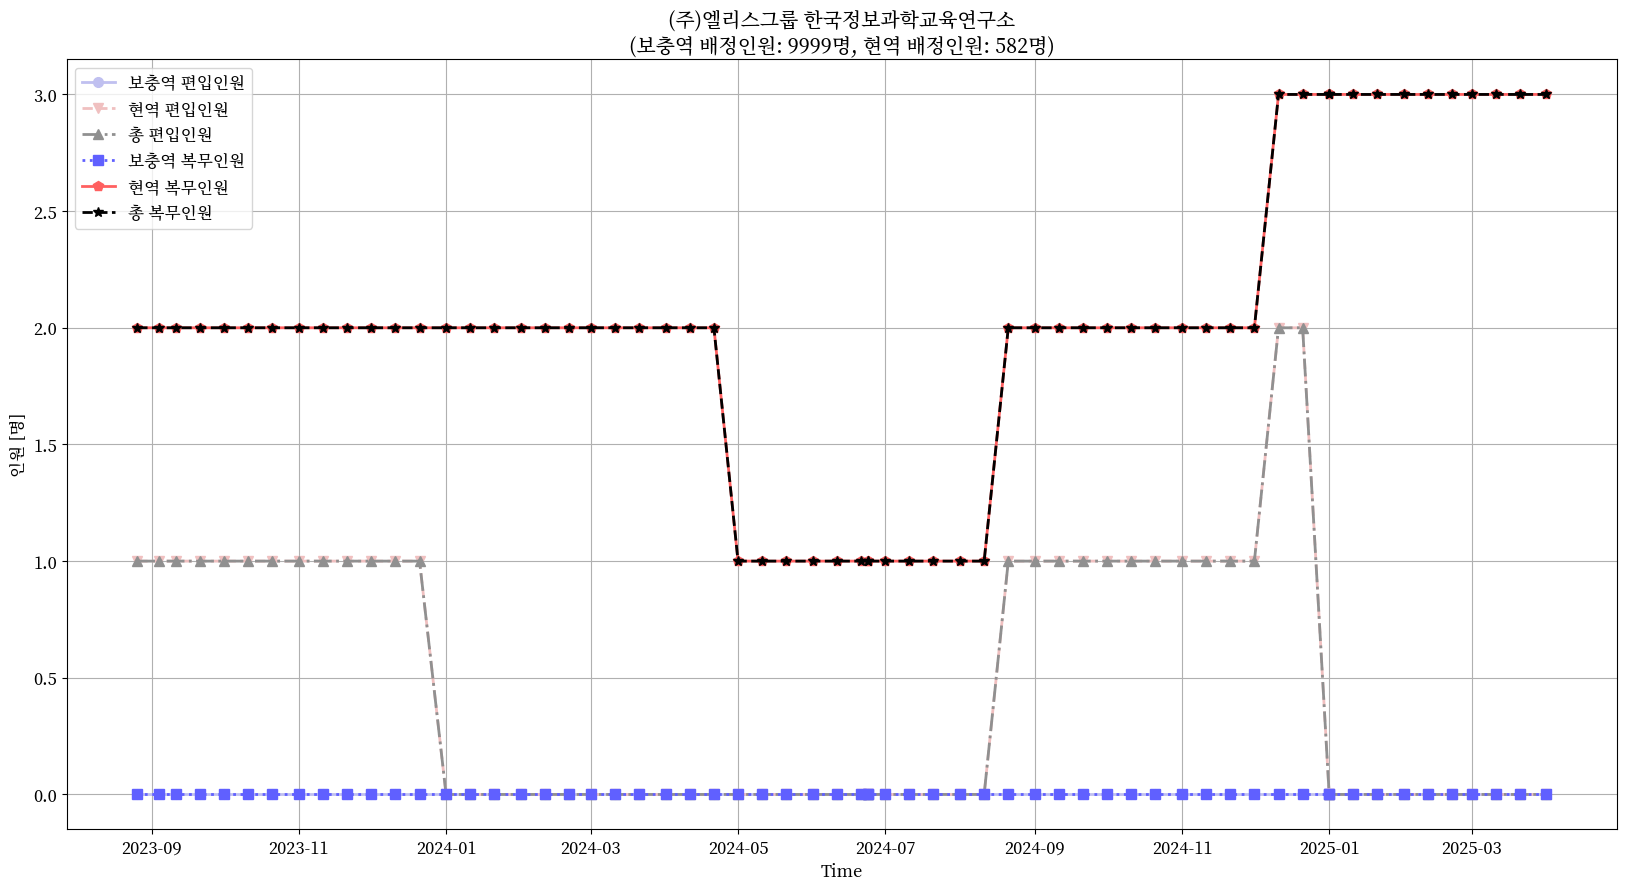 (주)엘리스그룹 한국정보과학교육연구소
(보충역 배정인원: 9999명, 현역 배정인원: 582명)
보충역 편입인원
현역 편입인원
총 편입인원
보충역 복무인원
현역 복무인원
총 복무인원
3.0
2.5
2.0
1.5
1.0
0.5
0.0
인원 [명]
2023-09 2023-11 2024-01 2024-03 2024-05 2024-07 2024-09 2024-11 2025-01 2025-03
Time